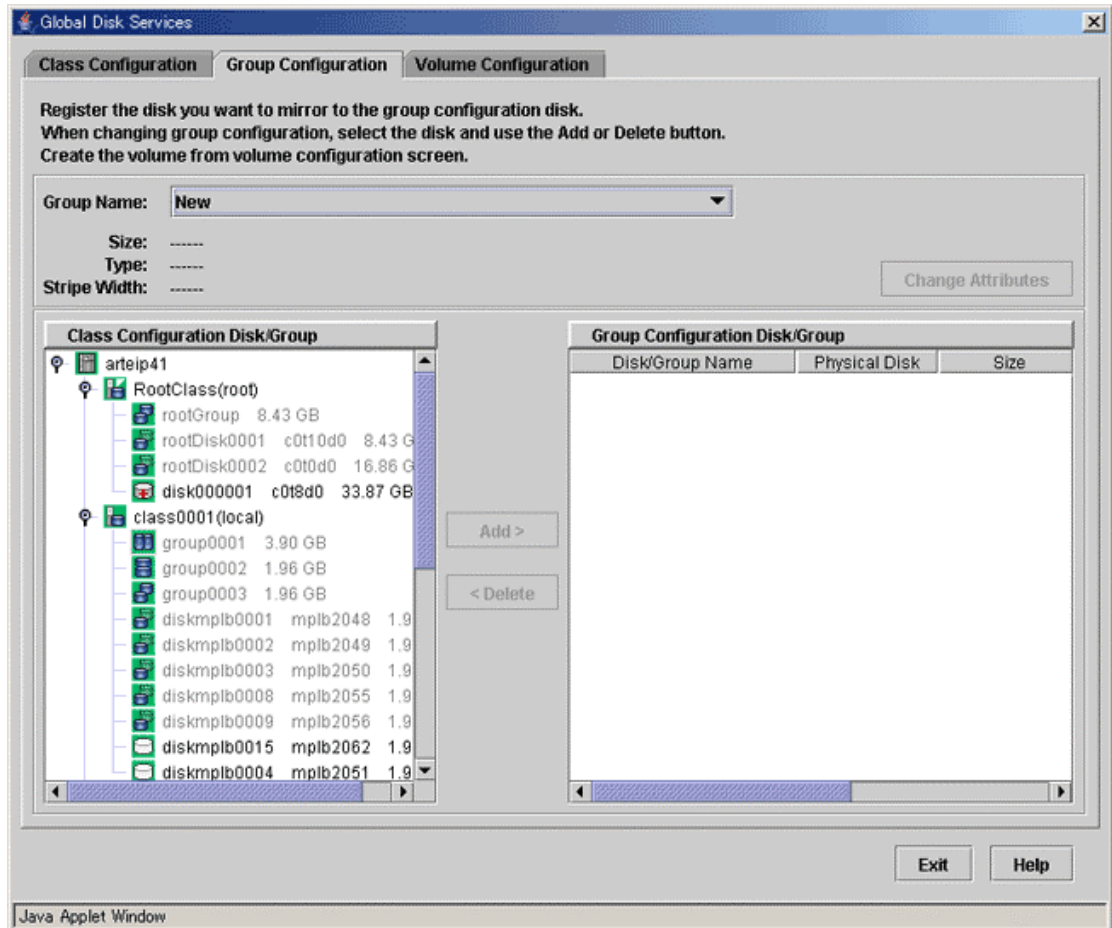 Global Disk Services
Class Configuration Group Configuration Volume Configuration
Register the disk you want to mirror to the group configuration disk.
When changing group configuration, select the disk and use the Add or Delete button.
Create the volume from volume configuration screen.
Group Name: New
Size: ------
Type: ------
Stripe Width: ------
Change Attributes
Class Configuration Disk/Group
arteip41
RootClass(root)
rootGroup 8.43 GB
rootDisk0001 c0t10d0 8.43 G
rootDisk0002 c0t0d0 16.86 G
disk000001 c0t8d0 33.87 GB
class0001(local)
group0001 3.90 GB
group0002 1.96 GB
group0003 1.96 GB
diskmplb0001 mplb2048 1.9
diskmplb0002 mplb2049 1.9
diskmplb0003 mplb2050 1.9
diskmplb0008 mplb2055 1.9
diskmplb0009 mplb2056 1.9
diskmplb0015 mplb2062 1.9
diskmplb0004 mplb2051 1.9
Add >
< Delete
Group Configuration Disk/Group
Disk/Group Name Physical Disk Size
Exit Help
Java Applet Window